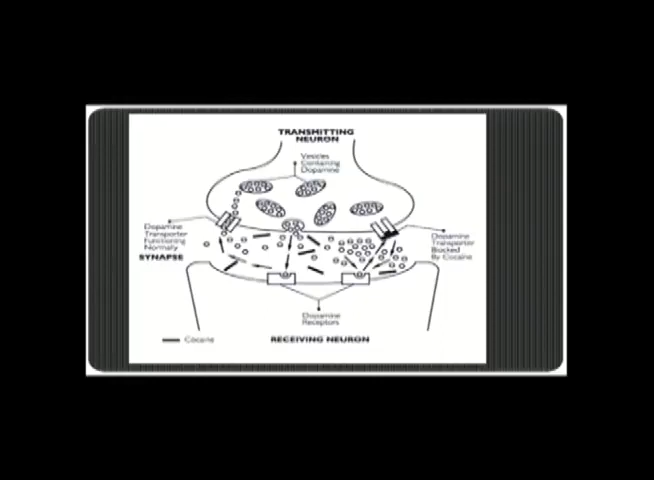 TRANSMITTING
NEURON
Vesicles
Containing
Dopamine
Dopamine
Transporter
Functioning
Normally
Dopamine
Transporter
Blocked
By Cocaine
SYNAPSE
Dopamine
Receptors
Cocaine
RECEIVING NEURON